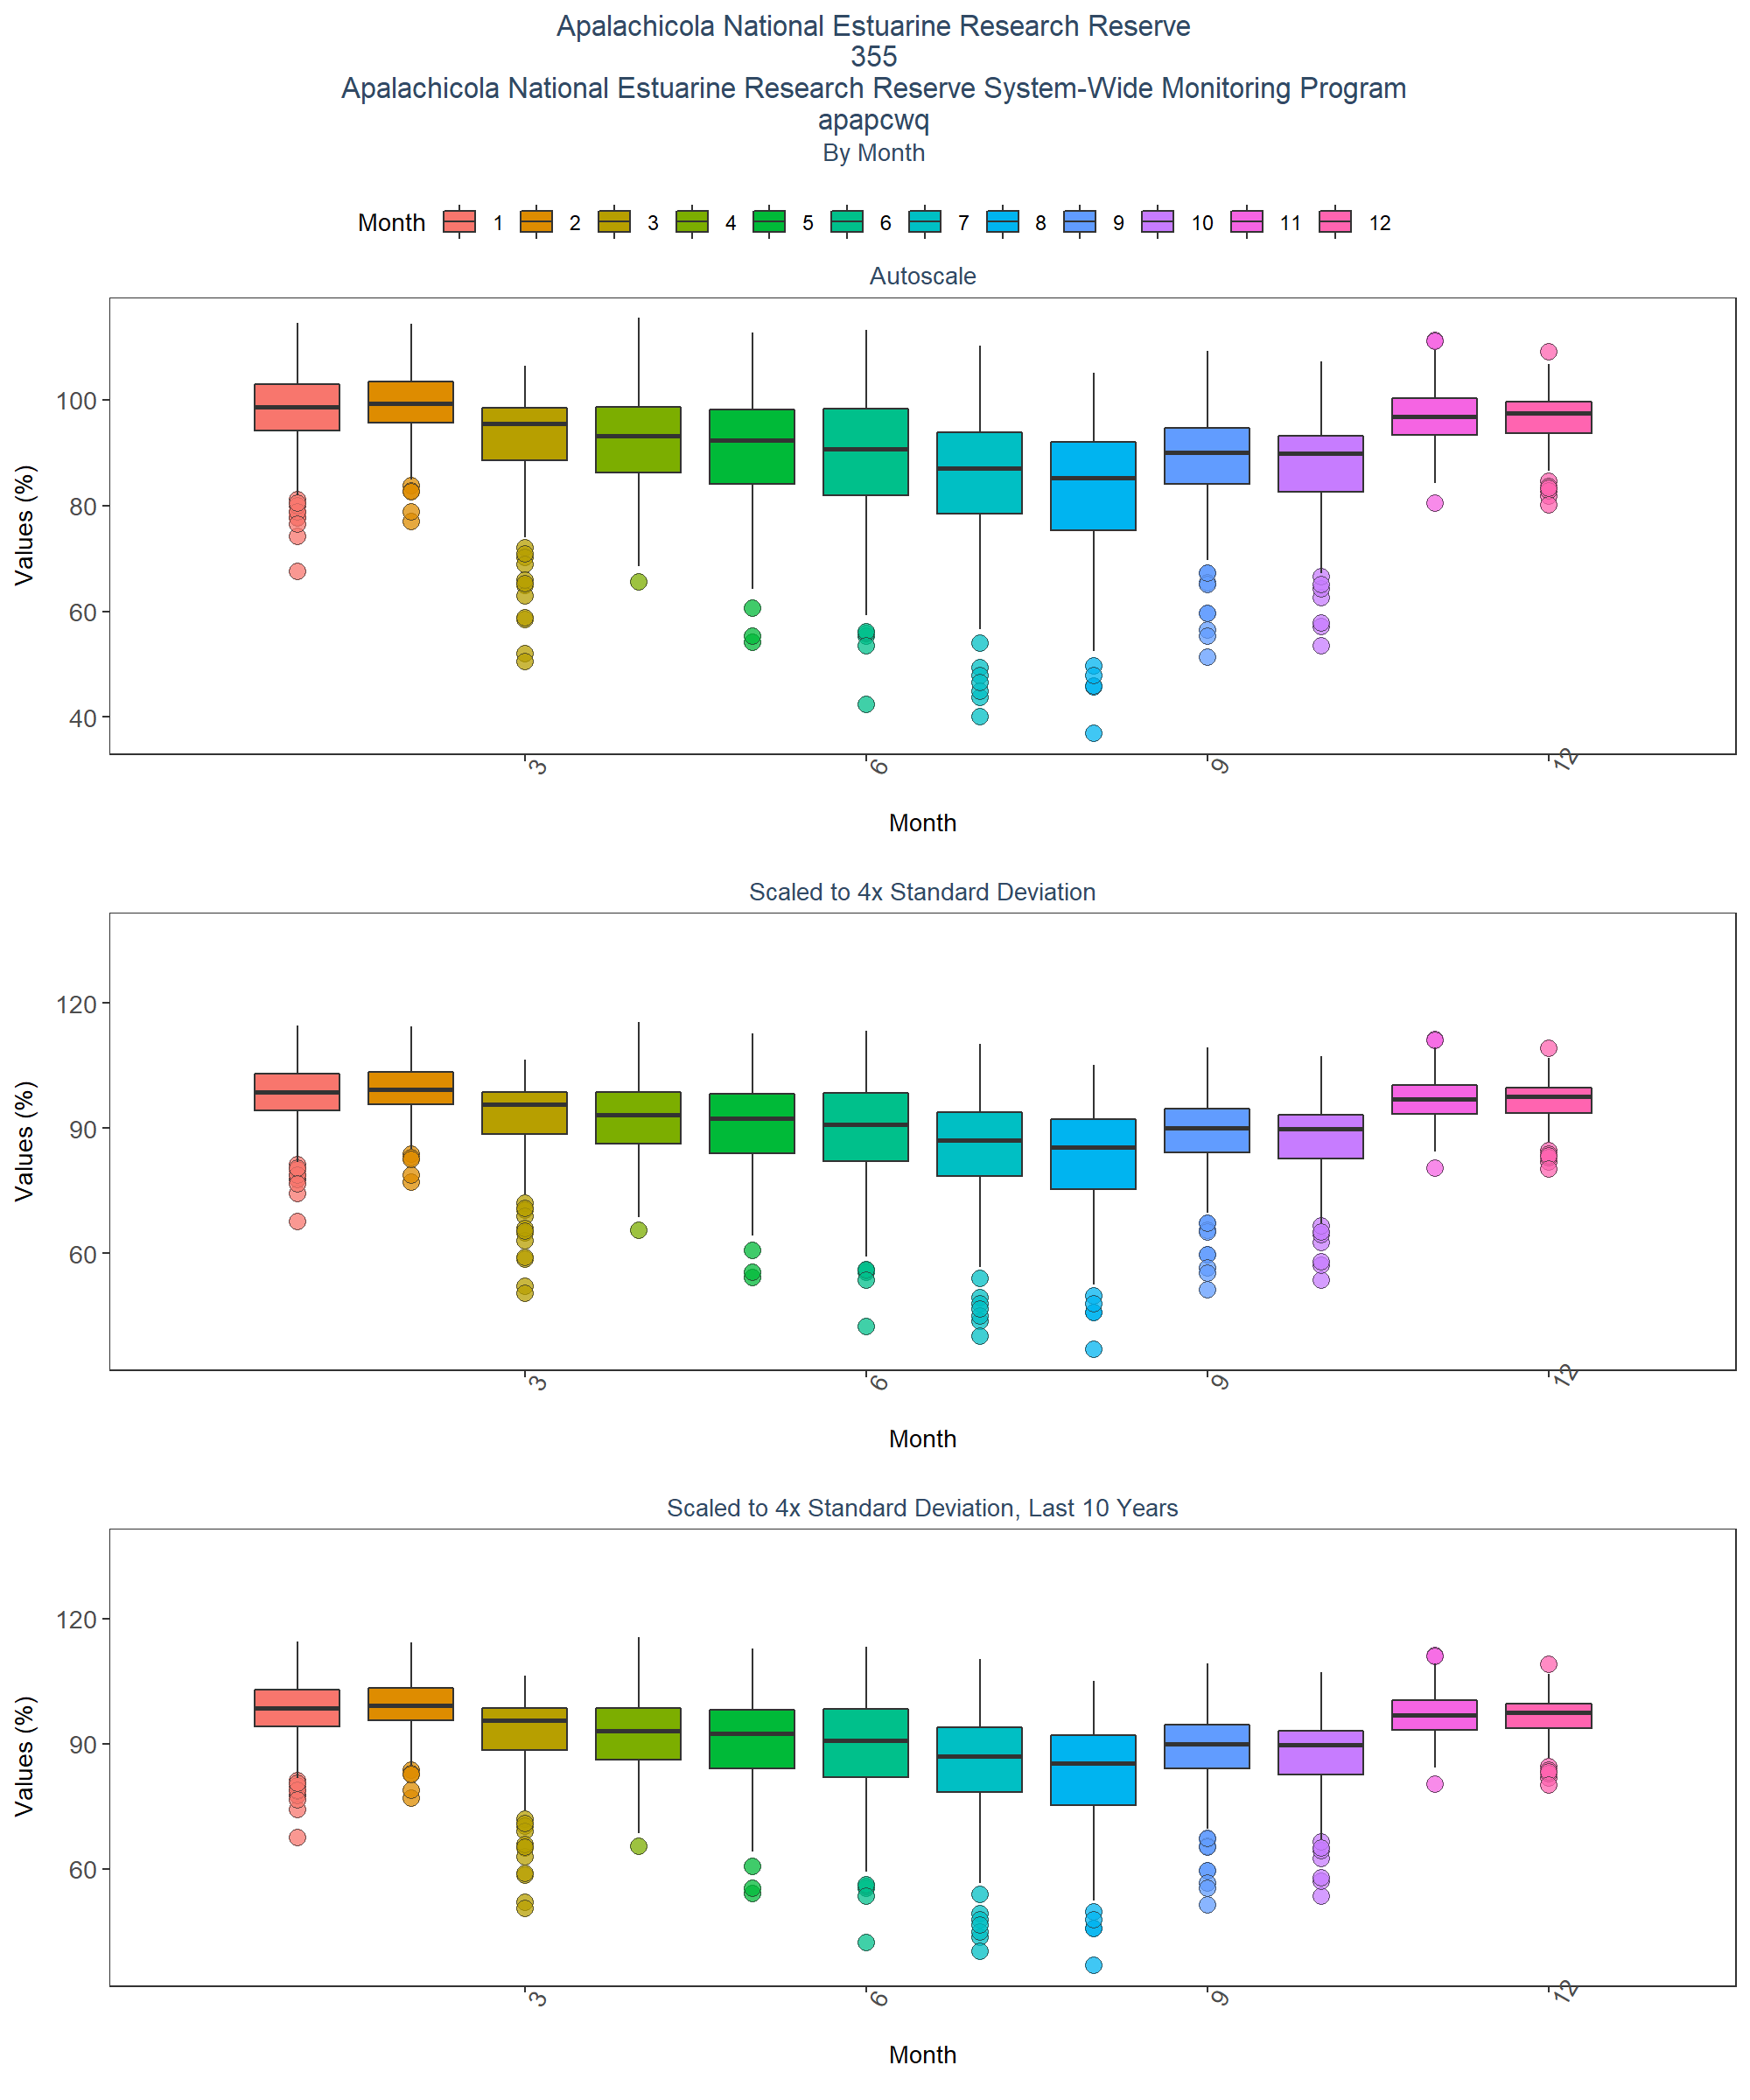 Apalachicola National Estuarine Research Reserve
355
Apalachicola National Estuarine Research Reserve System-Wide Monitoring Program
apapcwq
By Month
Month 1 2 3 4 5 6 7 8 9 10 11 12
Autoscale
Values (%)
100
80
60
40
3 6 9 12
Month
Scaled to 4x Standard Deviation
Values (%)
120
90
60
3 6 9 12
Month
Scaled to 4x Standard Deviation, Last 10 Years
Values (%)
120
90
60
3 6 9 12
Month